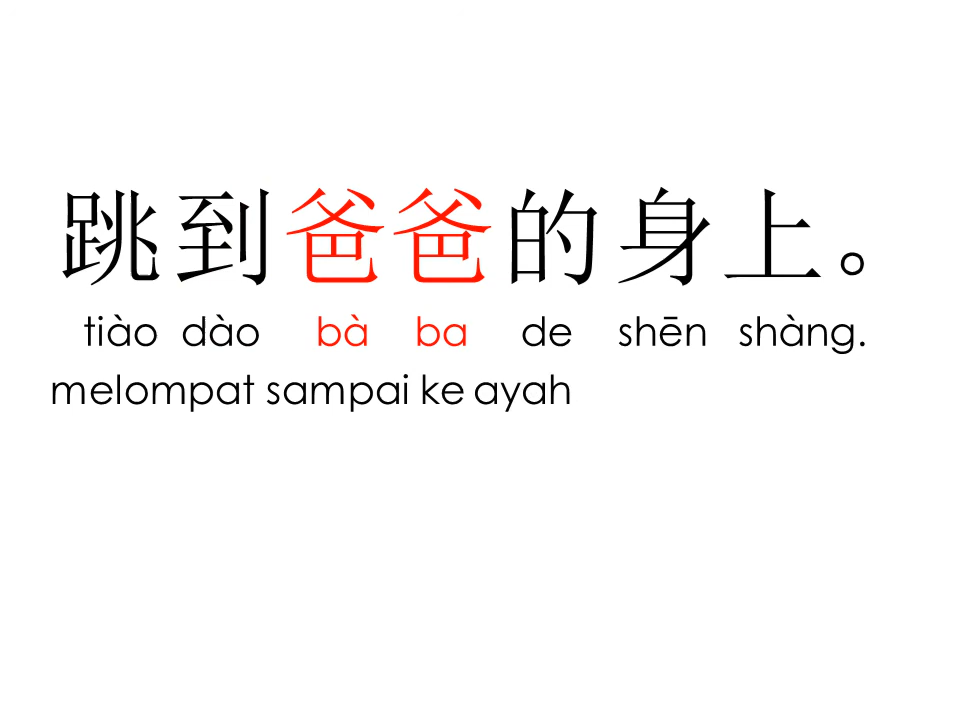 跳到爸爸的身上。
tiào dào bà ba de shēn shàng.
melompat sampai ke ayah